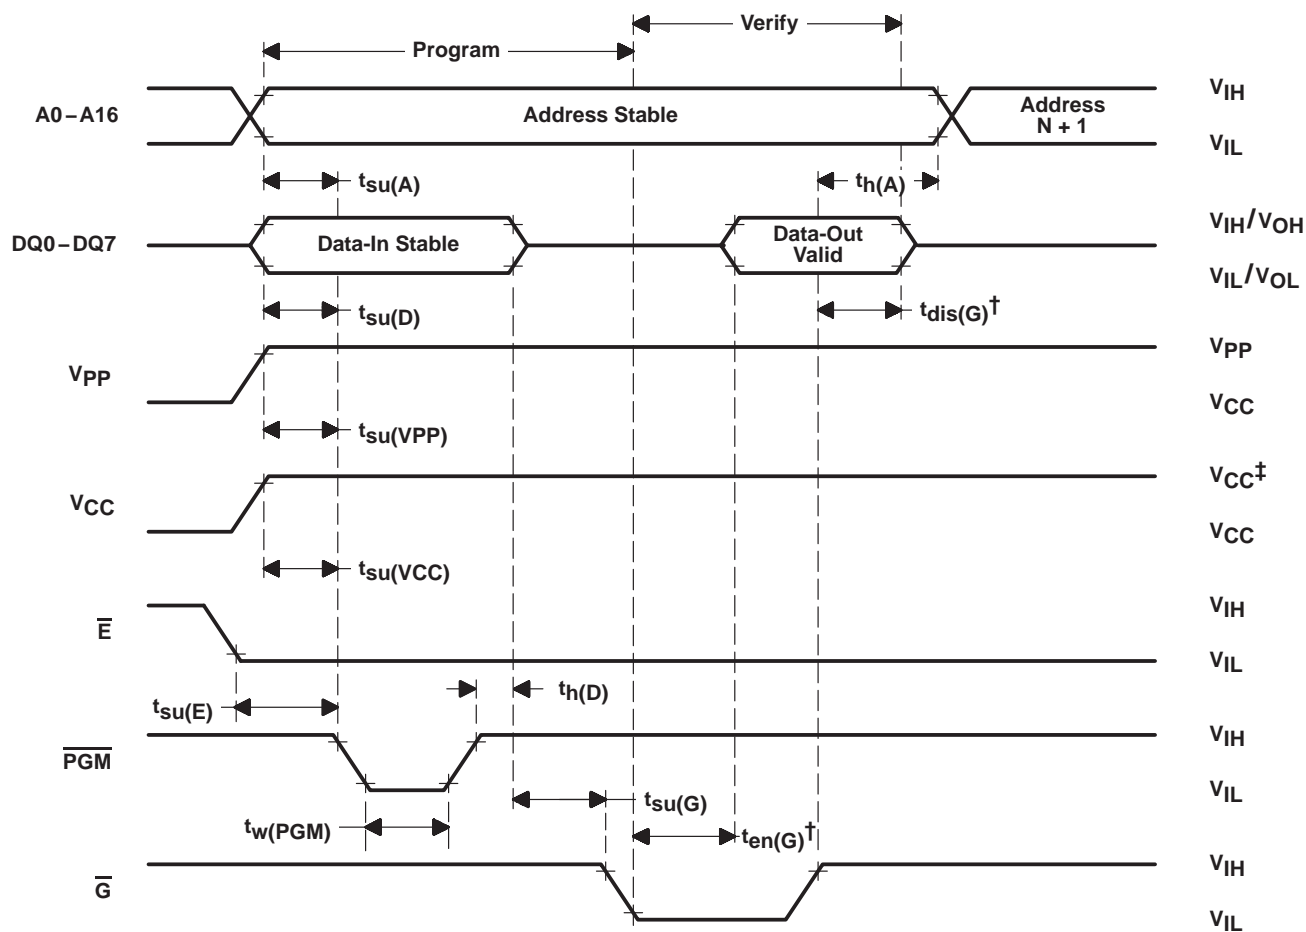 Verify
Program
A0–A16
Address Stable
Address
N + 1
VIH
VIL
tsu(A)
th(A)
DQ0–DQ7
Data-In Stable
Data-Out
Valid
VIH/VOH
VIL/VOL
tsu(D)
tdis(G)†
VPP
VPP
VCC
tsu(VPP)
VCC
VCC‡
VCC
tsu(VCC)
E̅
VIH
VIL
tsu(E)
th(D)
P̅G̅M̅
VIH
VIL
tsu(G)
tw(PGM)
ten(G)†
G̅
VIH
VIL